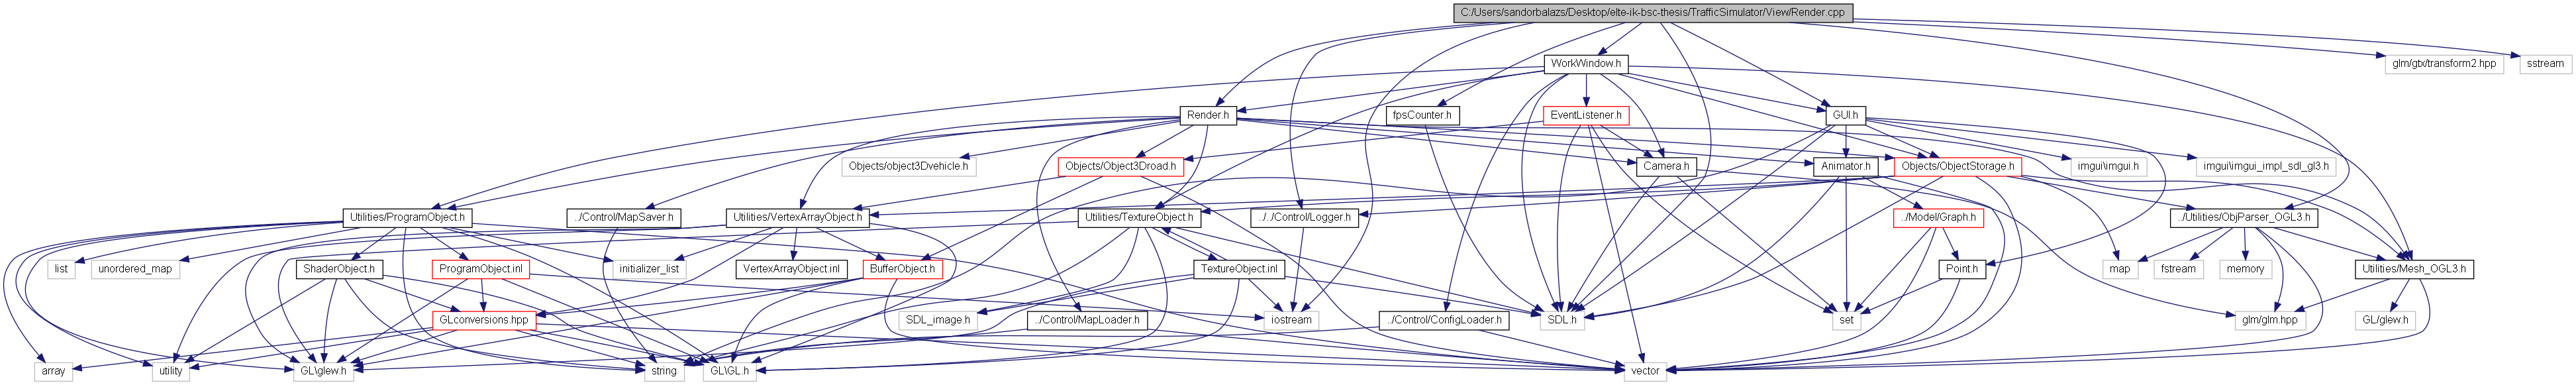 C:/Users/sandorbalazs/Desktop/elte-ik-bsc-thesis/TrafficSimulator/View/Render.cpp
WorkWindow.h
glm/gtx/transform2.hpp
sstream
Render.h
fpsCounter.h
EventListener.h
GUI.h
Objects/object3Dvehicle.h
Objects/Object3Droad.h
Camera.h
Animator.h
Objects/ObjectStorage.h
imgui\imgui.h
imgui\imgui_impl_sdl_gl3.h
Utilities/ProgramObject.h
../Control/MapSaver.h
Utilities/VertexArrayObject.h
Utilities/TextureObject.h
../../Control/Logger.h
../Model/Graph.h
../Utilities/ObjParser_OGL3.h
list
unordered_map
ShaderObject.h
ProgramObject.inl
initializer_list
VertexArrayObject.inl
BufferObject.h
TextureObject.inl
Point.h
map
fstream
memory
Utilities/Mesh_OGL3.h
GLconversions.hpp
SDL_image.h
../Control/MapLoader.h
iostream
../Control/ConfigLoader.h
SDL.h
set
glm/glm.hpp
GL/glew.h
array
utility
GL\glew.h
string
GL\GL.h
vector